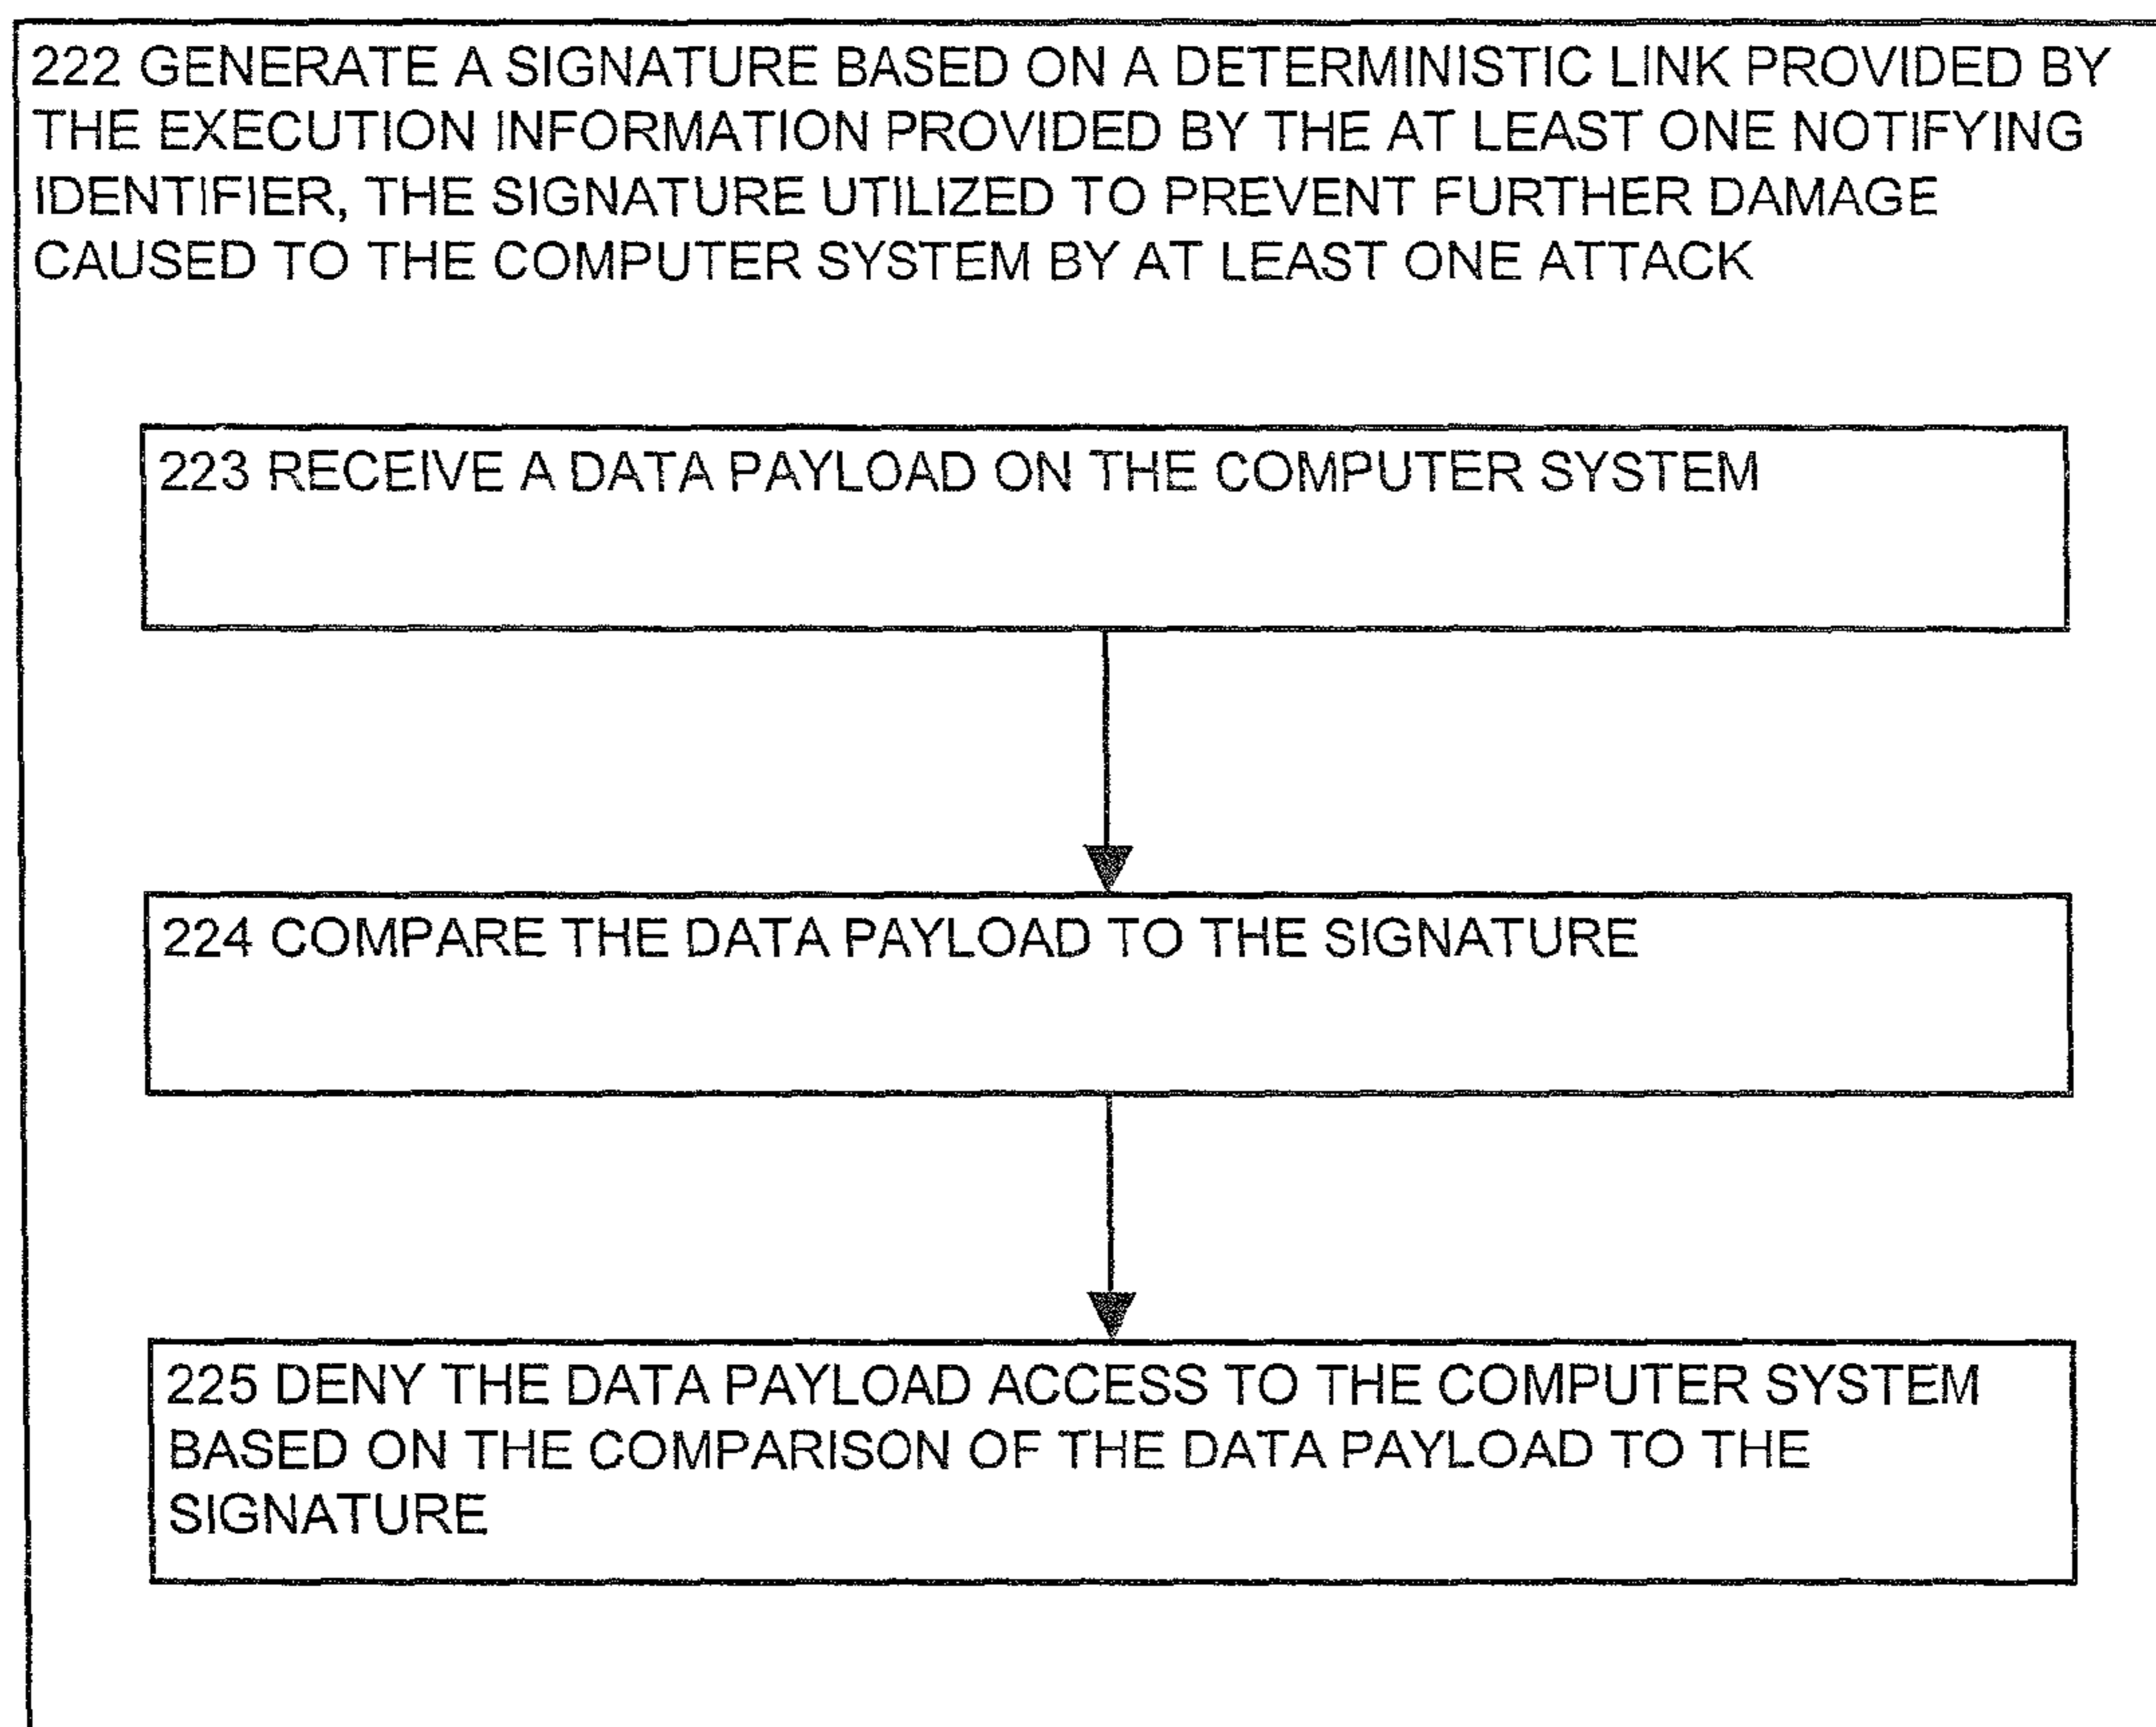 222 GENERATE A SIGNATURE BASED ON A DETERMINISTIC LINK PROVIDED BY
THE EXECUTION INFORMATION PROVIDED BY THE AT LEAST ONE NOTIFYING
IDENTIFIER, THE SIGNATURE UTILIZED TO PREVENT FURTHER DAMAGE
CAUSED TO THE COMPUTER SYSTEM BY AT LEAST ONE ATTACK
223 RECEIVE A DATA PAYLOAD ON THE COMPUTER SYSTEM
224 COMPARE THE DATA PAYLOAD TO THE SIGNATURE
225 DENY THE DATA PAYLOAD ACCESS TO THE COMPUTER SYSTEM
BASED ON THE COMPARISON OF THE DATA PAYLOAD TO THE
SIGNATURE